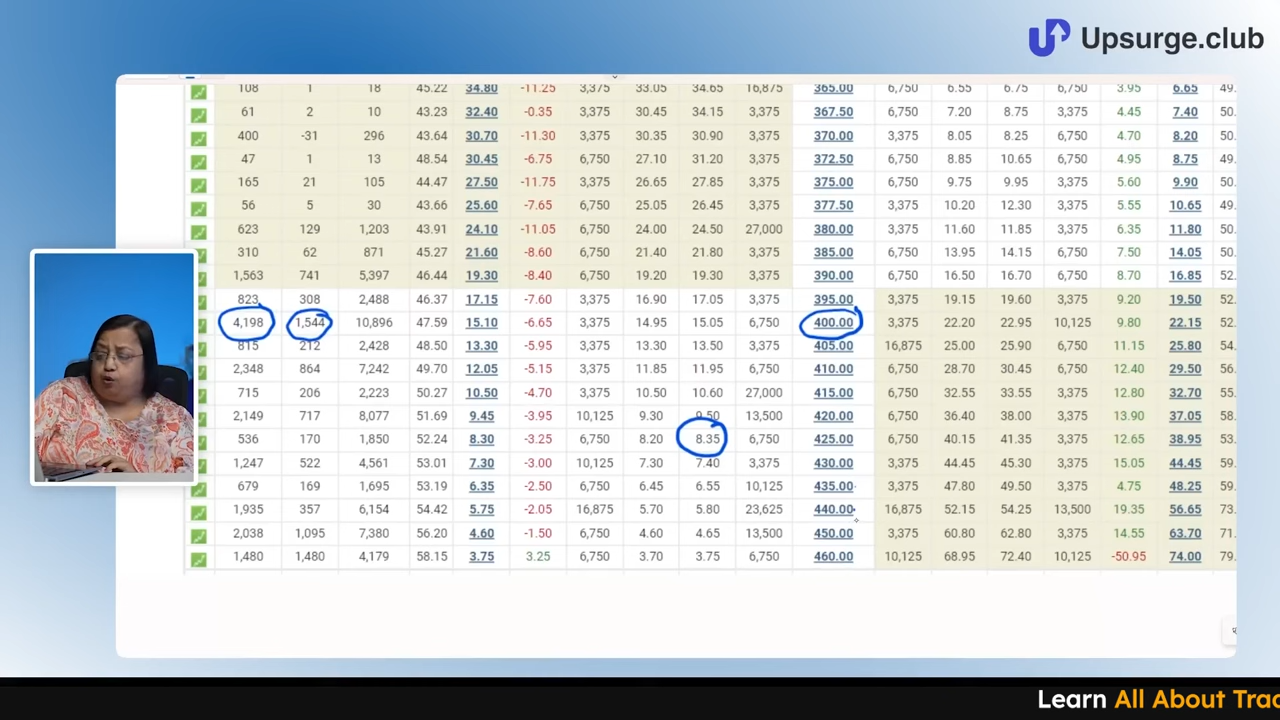 Upsurge.club
108 1 18 45.22 34.80 -11.25 3,375 33.05 34.65 16,875 365.00 6,750 6.55 6.75 6,750 3.95 6.65 49.
61 2 10 43.23 32.40 -0.35 3,375 30.45 34.15 3,375 367.50 6,750 7.20 8.75 6,750 4.45 7.40 50.
400 -31 296 43.64 30.70 -11.30 3,375 30.35 30.90 3,375 370.00 3,375 8.05 8.25 6,750 4.70 8.20 50.
47 1 13 48.54 30.45 -6.75 3,375 27.10 31.20 3,375 372.50 6,750 8.85 10.65 6,750 4.95 8.75 49.
165 21 105 44.47 27.50 -11.75 3,375 26.65 27.85 3,375 375.00 6,750 9.75 9.95 3,375 5.60 9.90 50.
56 5 30 43.66 25.60 -7.65 6,750 25.05 26.45 3,375 377.50 6,750 10.20 12.30 3,375 5.55 10.65 49.
623 129 1,203 43.91 24.10 -11.05 6,750 24.00 24.50 27,000 380.00 3,375 11.60 11.85 3,375 6.35 11.80 50.
310 62 871 45.27 21.60 -8.60 6,750 21.40 21.80 3,375 385.00 6,750 13.95 14.15 6,750 7.50 14.05 50.
1,563 741 5,397 46.44 19.30 -8.40 6,750 19.20 19.30 3,375 390.00 6,750 16.50 16.70 6,750 8.70 16.85 52.
823 308 2,488 46.37 17.15 -7.60 3,375 16.90 17.05 3,375 395.00 3,375 19.15 19.60 3,375 9.20 19.50 52.
4,198 1,544 10,896 47.59 15.10 -6.65 3,375 14.95 15.05 6,750 400.00 3,375 22.20 22.95 10,125 9.80 22.15 52.
815 212 2,428 48.50 13.30 -5.95 3,375 13.30 13.50 3,375 405.00 16,875 25.00 25.90 6,750 11.15 25.80 54.
2,348 864 7,242 49.70 12.05 -5.15 3,375 11.85 11.95 6,750 410.00 6,750 28.70 30.45 6,750 12.40 29.50 56.
715 206 2,223 50.27 10.50 -4.70 3,375 10.50 10.60 27,000 415.00 6,750 32.55 33.55 3,375 12.80 32.70 55.
2,149 717 8,077 51.69 9.45 -3.95 10,125 9.30 9.50 13,500 420.00 6,750 36.40 38.00 3,375 13.90 37.05 58.
536 170 1,850 52.24 8.30 -3.25 6,750 8.20 8.35 6,750 425.00 6,750 40.15 41.35 3,375 12.65 38.95 53.
1,247 522 4,561 53.01 7.30 -3.00 10,125 7.30 7.40 3,375 430.00 3,375 44.45 45.30 3,375 15.05 44.45 59.
679 169 1,695 53.19 6.35 -2.50 3,375 6.45 6.55 10,125 435.00 3,375 47.80 49.50 3,375 4.75 48.25 59.
1,935 357 6,154 54.42 5.75 -2.05 16,875 5.70 5.80 23,625 440.00 16,875 52.15 54.25 13,500 19.35 56.65 73.
2,038 1,095 7,380 56.20 4.60 -1.50 6,750 4.60 4.65 13,500 450.00 3,375 60.80 62.80 3,375 14.55 63.70 71.
1,480 1,480 4,179 58.15 3.75 3.25 6,750 3.70 3.75 6,750 460.00 10,125 68.95 72.40 10,125 -50.95 74.00 79.
Learn All About Trad